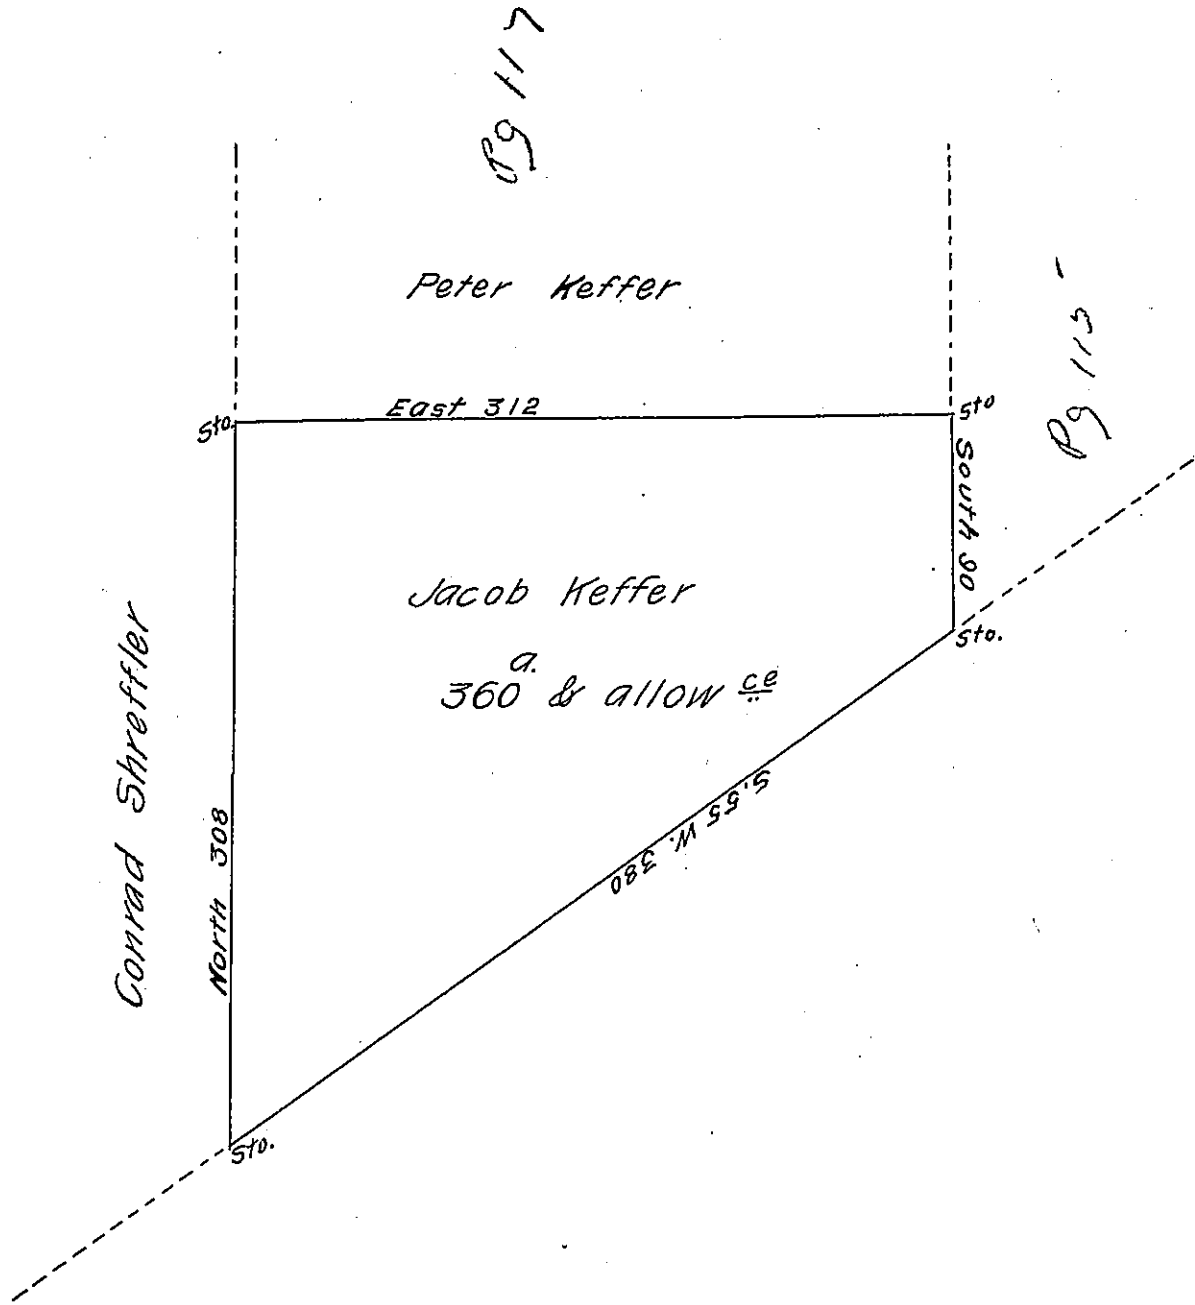 Pg 117
Peter Keffer
Pg 115
East 312
Sto.
Sto
South 90
Jacob Keffer
a.
360 & allow ce
Sto.
Conrad Shreffler
North 308
S. 55 W. 380
Sto.